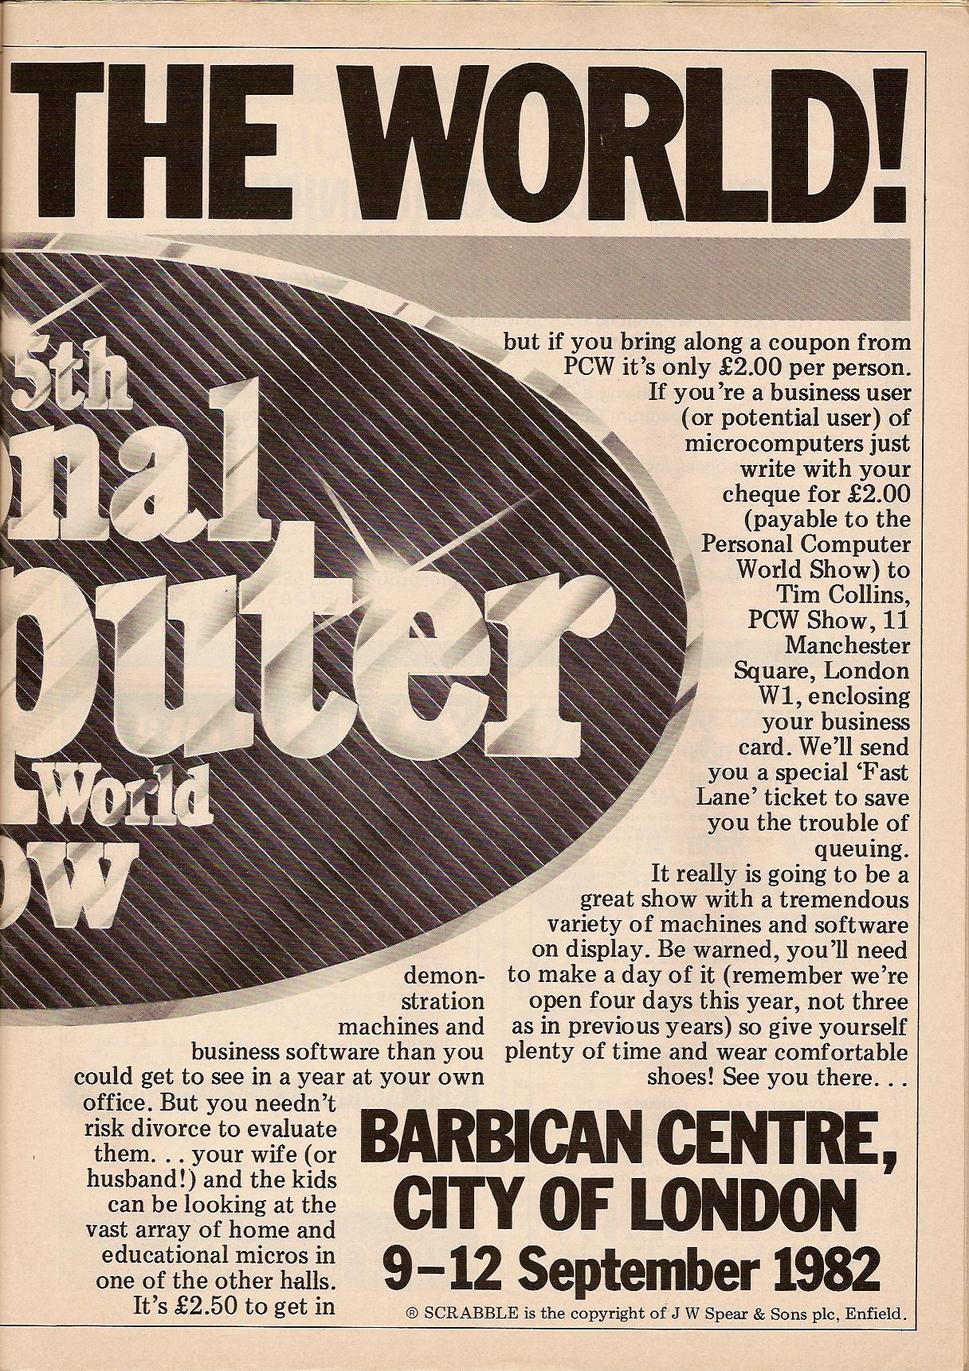 THE WORLD!
5th
onal
puter
World
ow
demon-
stration
machines and
business software than you
could get to see in a year at your own
office. But you needn't
risk divorce to evaluate
them. . . your wife (or
husband!) and the kids
can be looking at the
vast array of home and
educational micros in
one of the other halls.
It's £2.50 to get in
but if you bring along a coupon from
PCW it's only £2.00 per person.
If you're a business user
(or potential user) of
microcomputers just
write with your
cheque for £2.00
(payable to the
Personal Computer
World Show) to
Tim Collins,
PCW Show, 11
Manchester
Square, London
W1, enclosing
your business
card. We'll send
you a special ‘Fast
Lane’ ticket to save
you the trouble of
queuing.
It really is going to be a
great show with a tremendous
variety of machines and software
on display. Be warned, you'll need
to make a day of it (remember we're
open four days this year, not three
as in previous years) so give yourself
plenty of time and wear comfortable
shoes! See you there. . .
BARBICAN CENTRE,
CITY OF LONDON
9–12 September 1982
® SCRABBLE is the copyright of J W Spear & Sons plc, Enfield.